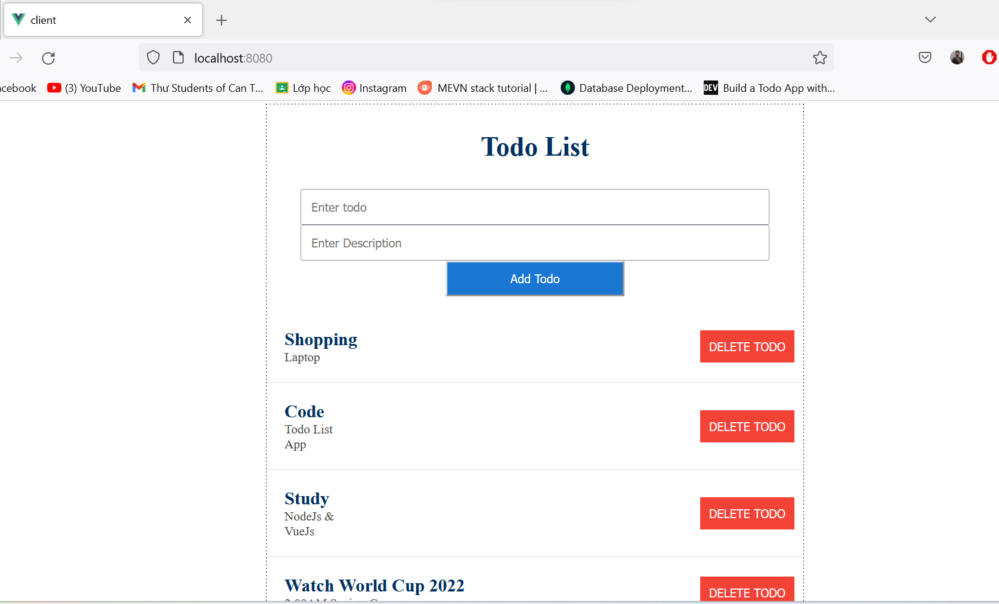 client
localhost:8080
cebook (3) YouTube Thư Students of Can T... Lớp học Instagram MEVN stack tutorial | ... Database Deployment... DEV Build a Todo App with...
Todo List
Enter todo
Enter Description
Add Todo
Shopping
Laptop
DELETE TODO
Code
Todo List
App
DELETE TODO
Study
NodeJs &
VueJs
DELETE TODO
Watch World Cup 2022
DELETE TODO